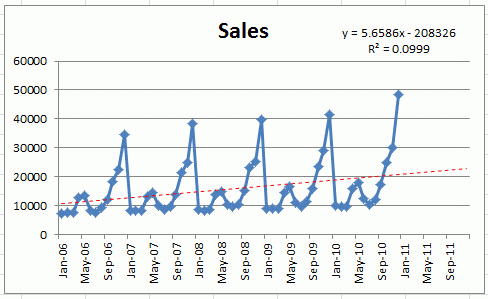 Sales
y = 5.6586x - 208326
R² = 0.0999
60000
50000
40000
30000
20000
10000
0
Jan-06
May-06
Sep-06
Jan-07
May-07
Sep-07
Jan-08
May-08
Sep-08
Jan-09
May-09
Sep-09
Jan-10
May-10
Sep-10
Jan-11
May-11
Sep-11